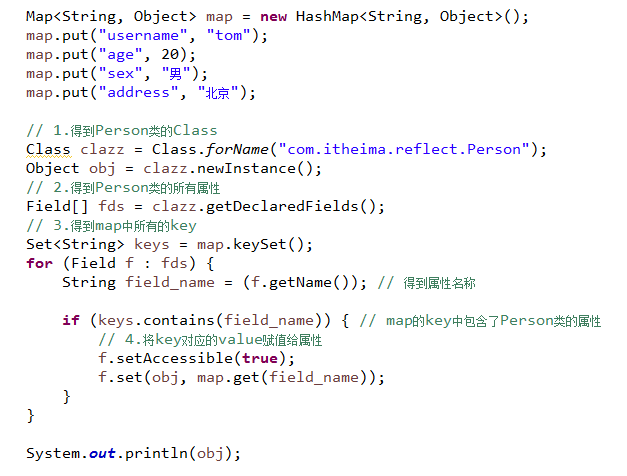 Map<String, Object> map = new HashMap<String, Object>();
map.put("username", "tom");
map.put("age", 20);
map.put("sex", "男");
map.put("address", "北京");
// 1.得到Person类的Class
Class clazz = Class.forName("com.itheima.reflect.Person");
Object obj = clazz.newInstance();
// 2.得到Person类的所有属性
Field[] fds = clazz.getDeclaredFields();
// 3.得到map中所有的key
Set<String> keys = map.keySet();
for (Field f : fds) {
String field_name = (f.getName()); // 得到属性名称
if (keys.contains(field_name)) { // map的key中包含了Person类的属性
// 4.将key对应的value赋值给属性
f.setAccessible(true);
f.set(obj, map.get(field_name));
}
}
System.out.println(obj);